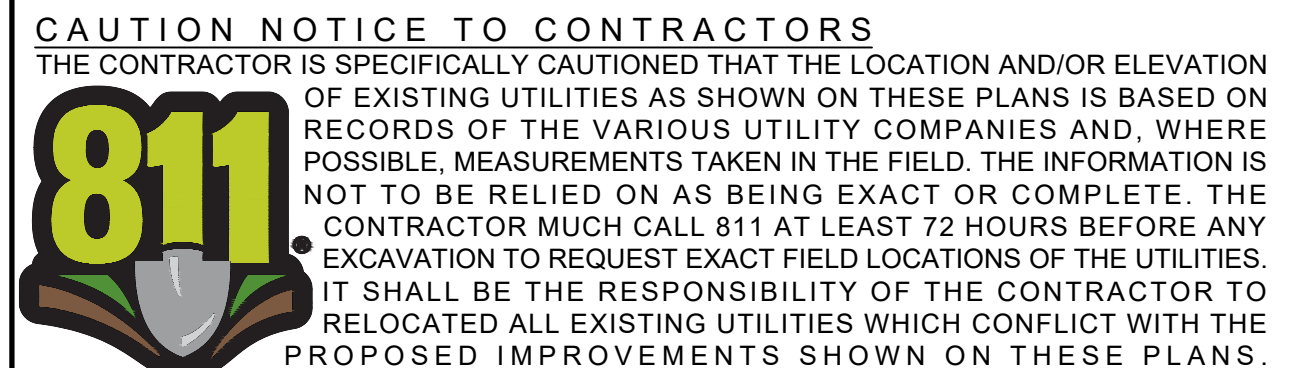 CAUTION NOTICE TO CONTRACTORS
THE CONTRACTOR IS SPECIFICALLY CAUTIONED THAT THE LOCATION AND/OR ELEVATION
OF EXISTING UTILITIES AS SHOWN ON THESE PLANS IS BASED ON
RECORDS OF THE VARIOUS UTILITY COMPANIES AND, WHERE
POSSIBLE, MEASUREMENTS TAKEN IN THE FIELD. THE INFORMATION IS
NOT TO BE RELIED ON AS BEING EXACT OR COMPLETE. THE
CONTRACTOR MUCH CALL 811 AT LEAST 72 HOURS BEFORE ANY
EXCAVATION TO REQUEST EXACT FIELD LOCATIONS OF THE UTILITIES.
IT SHALL BE THE RESPONSIBILITY OF THE CONTRACTOR TO
RELOCATED ALL EXISTING UTILITIES WHICH CONFLICT WITH THE
PROPOSED IMPROVEMENTS SHOWN ON THESE PLANS.
811